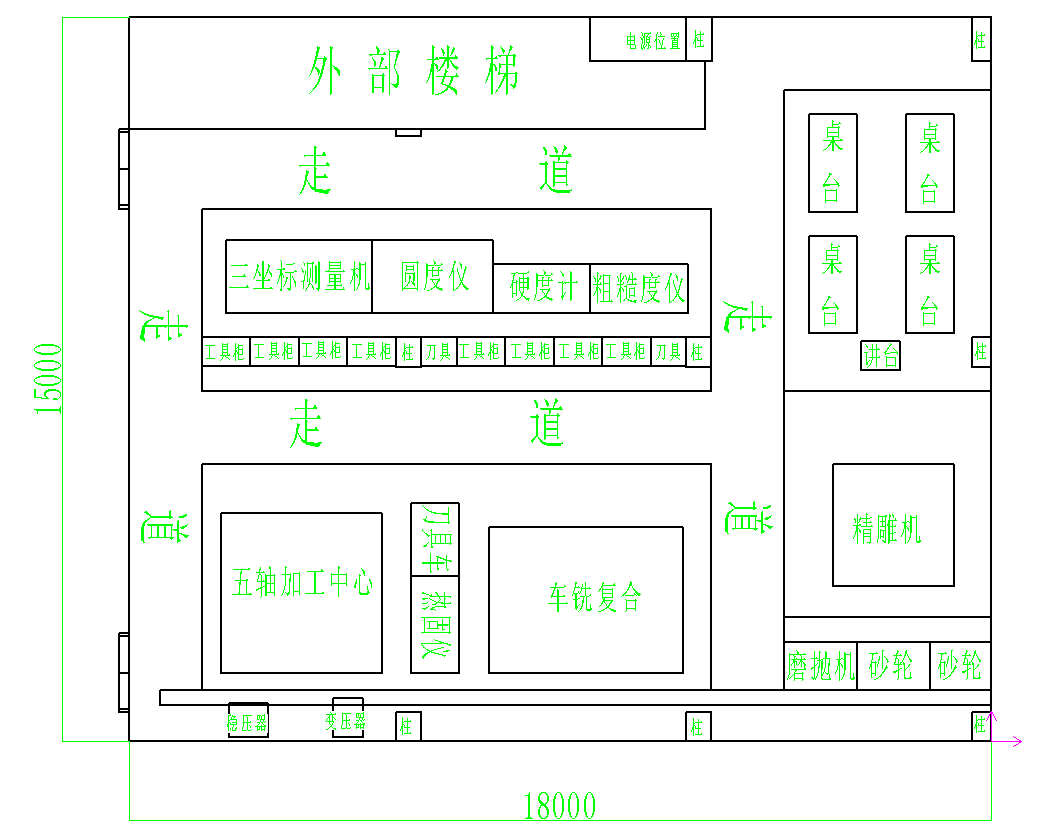 电源位置 柱 柱
外部楼梯
走 道
桌台 桌台
三坐标测量机 圆度仪 硬度计 粗糙度仪
桌台 桌台
走道
走道
工具柜 工具柜 工具柜 工具柜 柱 刀具 工具柜 工具柜 工具柜 工具柜 刀具 柱
讲台 柱
15000
走 道
五轴加工中心
刀具车
热固仪
车铣复合
精雕机
磨抛机 砂轮 砂轮
稳压器 变压器 柱 柱 柱
18000